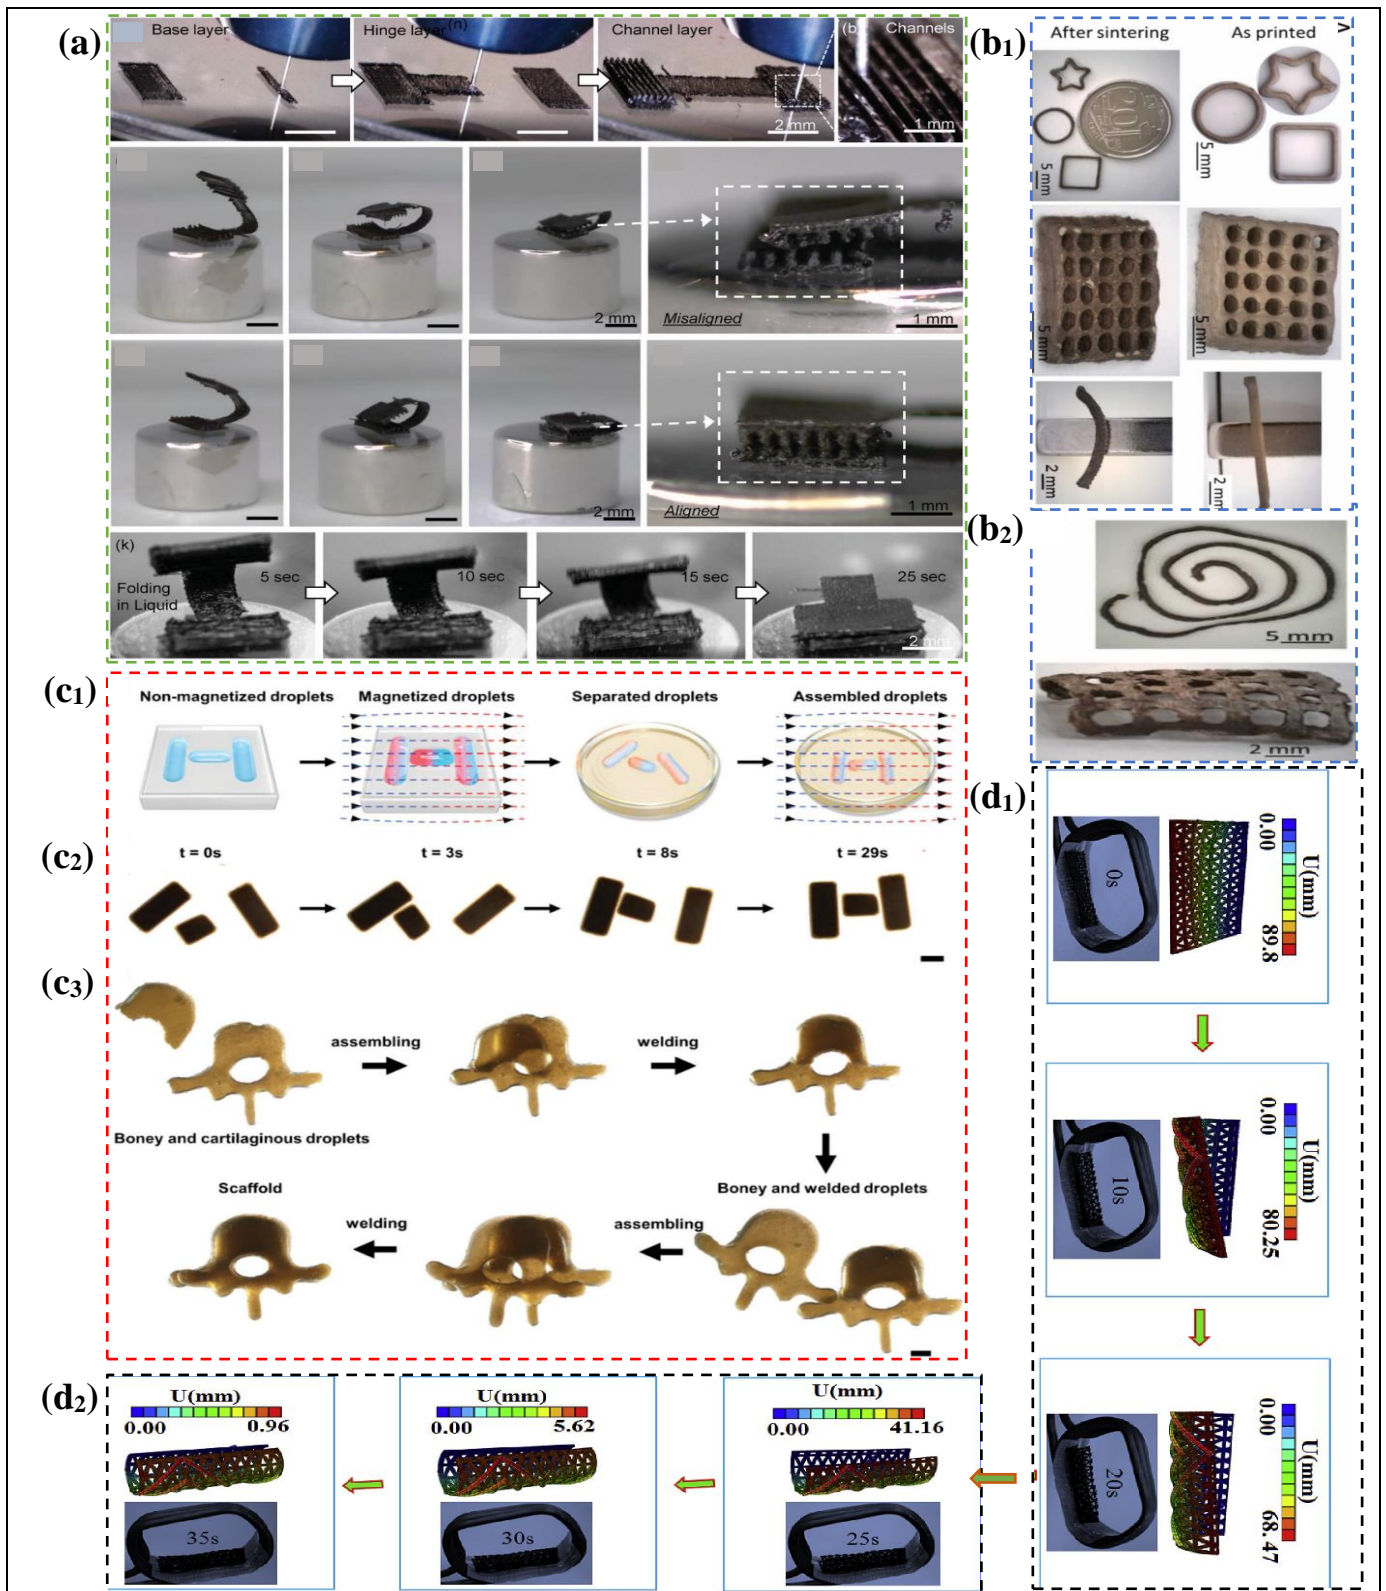 (a)
Base layer
Hinge layer
(n)
Channel layer
2 mm
(b)
Channels
1 mm
2 mm
Misaligned
1 mm
2 mm
Aligned
1 mm
(k)
Folding
in Liquid
5 sec
10 sec
15 sec
25 sec
2 mm
(b1)
After sintering
As printed
5 mm
5 mm
5 mm
5 mm
2 mm
2 mm
(b2)
5 mm
2 mm
(c1)
Non-magnetized droplets
Magnetized droplets
Separated droplets
Assembled droplets
(c2)
t = 0s
t = 3s
t = 8s
t = 29s
(c3)
assembling
welding
Boney and cartilaginous droplets
Scaffold
Boney and welded droplets
welding
assembling
(d1)
0s
U(mm)
0.00
89.8
10s
U(mm)
0.00
80.25
20s
U(mm)
0.00
68.47
(d2)
U(mm)
0.00
0.96
35s
U(mm)
0.00
5.62
30s
U(mm)
0.00
41.16
25s